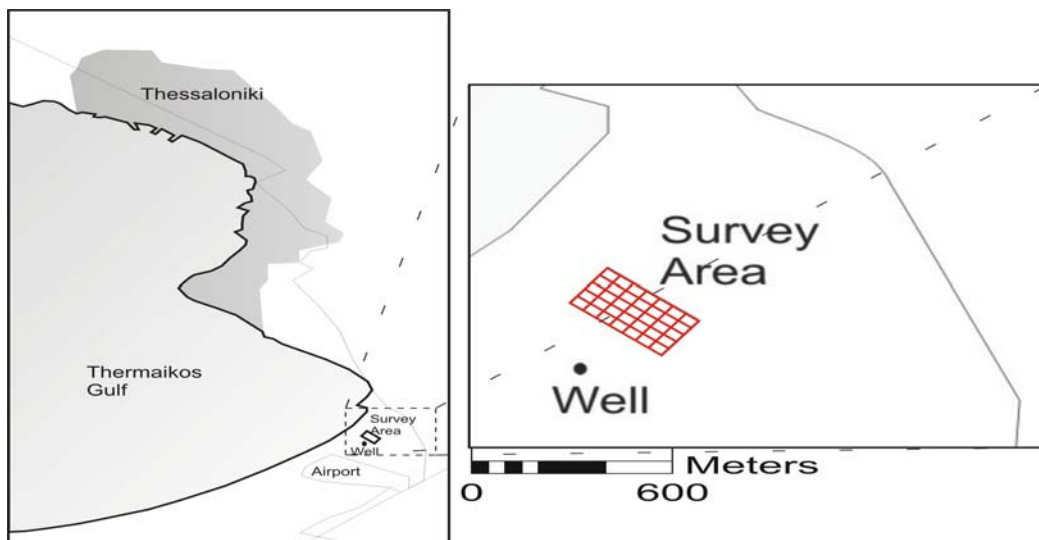 Thessaloniki
Thermaikos
Gulf
Survey
Area
Well
Airport
Survey
Area
Well
Meters
0 600